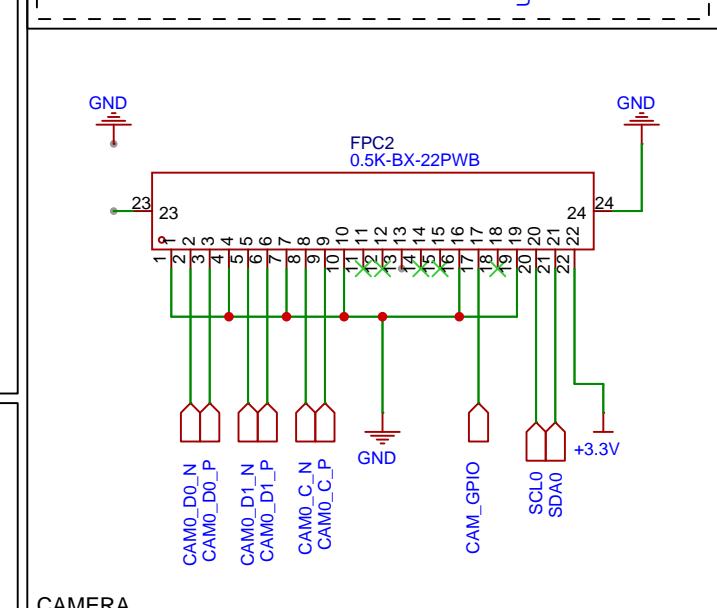 GND
GND
FPC2
0.5K-BX-22PWB
23
23
24
24
1 2 3 4 5 6 7 8 9 10 11 12 13 14 15 16 17 18 19 20 21 22
1 2 3 4 5 6 7 8 9 10 11 12 13 14 15 16 17 18 19 20 21 22
CAM0_D0_N
CAM0_D0_P
CAM0_D1_N
CAM0_D1_P
CAM0_C_N
CAM0_C_P
GND
CAM_GPIO
SCL0
SDA0
+3.3V
CAMERA